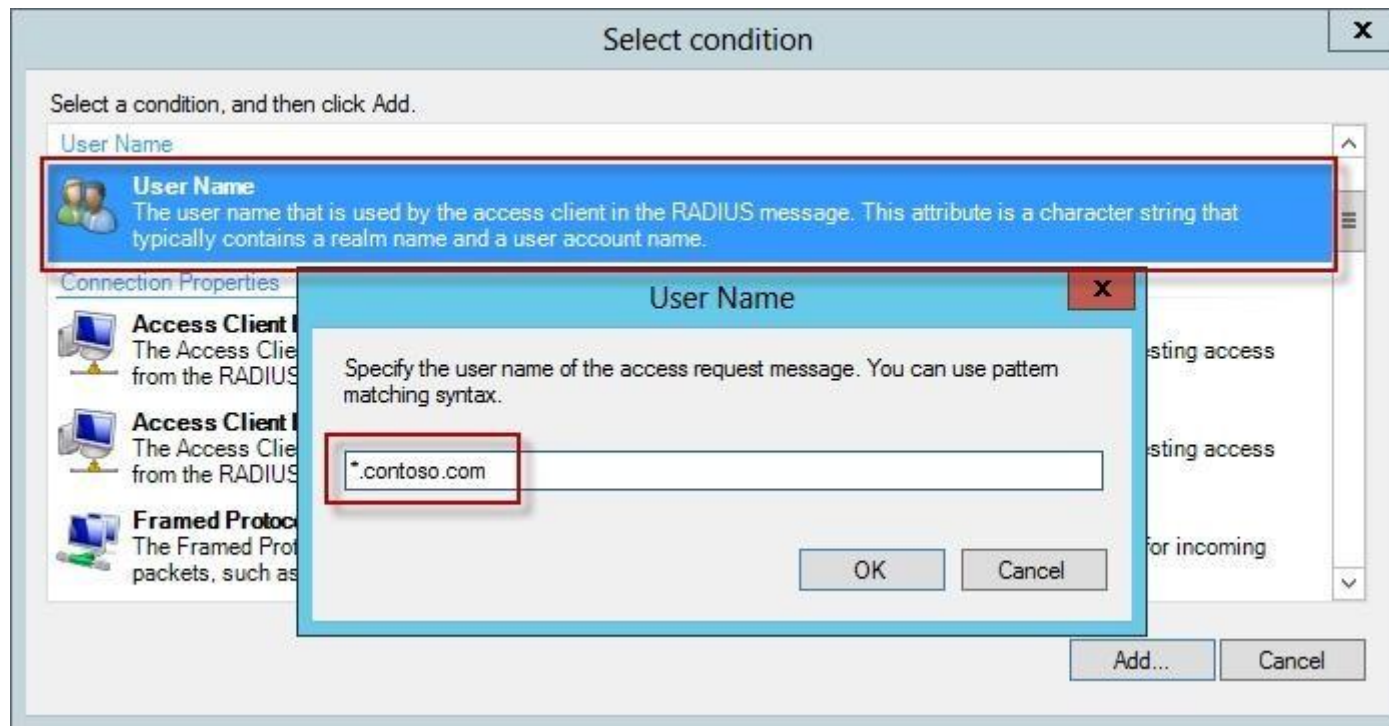 Select condition
x
Select a condition, and then click Add.
User Name
User Name
The user name that is used by the access client in the RADIUS message. This attribute is a character string that
typically contains a realm name and a user account name.
Connection Properties
User Name
x
Access Client
The Access Clie
from the RADIUS
esting access
Specify the user name of the access request message. You can use pattern
matching syntax.
Access Client
The Access Clie
from the RADIUS
esting access
*.contoso.com
Framed Protoc
The Framed Prot
packets, such as
for incoming
OK
Cancel
Add...
Cancel